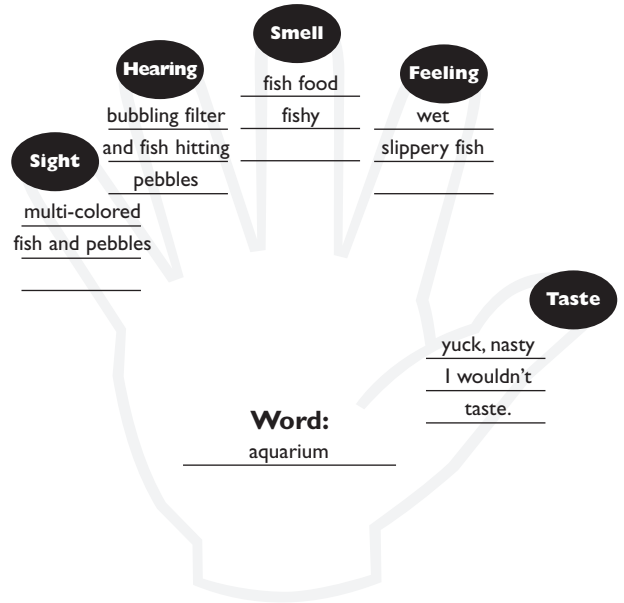 Sight
multi-colored
fish and pebbles
Hearing
bubbling filter
and fish hitting
pebbles
Smell
fish food
fishy
Feeling
wet
slippery fish
Taste
yuck, nasty
I wouldn't
taste.
Word:
aquarium